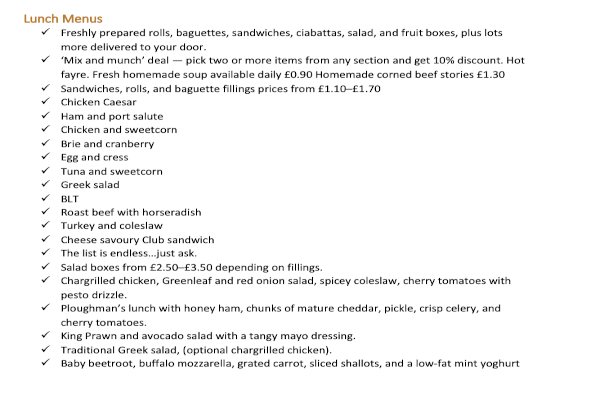 Lunch Menus
✓ Freshly prepared rolls, baguettes, sandwiches, ciabattas, salad, and fruit boxes, plus lots
more delivered to your door.
✓ ‘Mix and munch’ deal — pick two or more items from any section and get 10% discount. Hot
fayre. Fresh homemade soup available daily £0.90 Homemade corned beef stories £1.30
✓ Sandwiches, rolls, and baguette fillings prices from £1.10–£1.70
✓ Chicken Caesar
✓ Ham and port salute
✓ Chicken and sweetcorn
✓ Brie and cranberry
✓ Egg and cress
✓ Tuna and sweetcorn
✓ Greek salad
✓ BLT
✓ Roast beef with horseradish
✓ Turkey and coleslaw
✓ Cheese savoury Club sandwich
✓ The list is endless...just ask.
✓ Salad boxes from £2.50–£3.50 depending on fillings.
✓ Chargrilled chicken, Greenleaf and red onion salad, spicey coleslaw, cherry tomatoes with
pesto drizzle.
✓ Ploughman’s lunch with honey ham, chunks of mature cheddar, pickle, crisp celery, and
cherry tomatoes.
✓ King Prawn and avocado salad with a tangy mayo dressing.
✓ Traditional Greek salad, (optional chargrilled chicken).
✓ Baby beetroot, buffalo mozzarella, grated carrot, sliced shallots, and a low-fat mint yoghurt